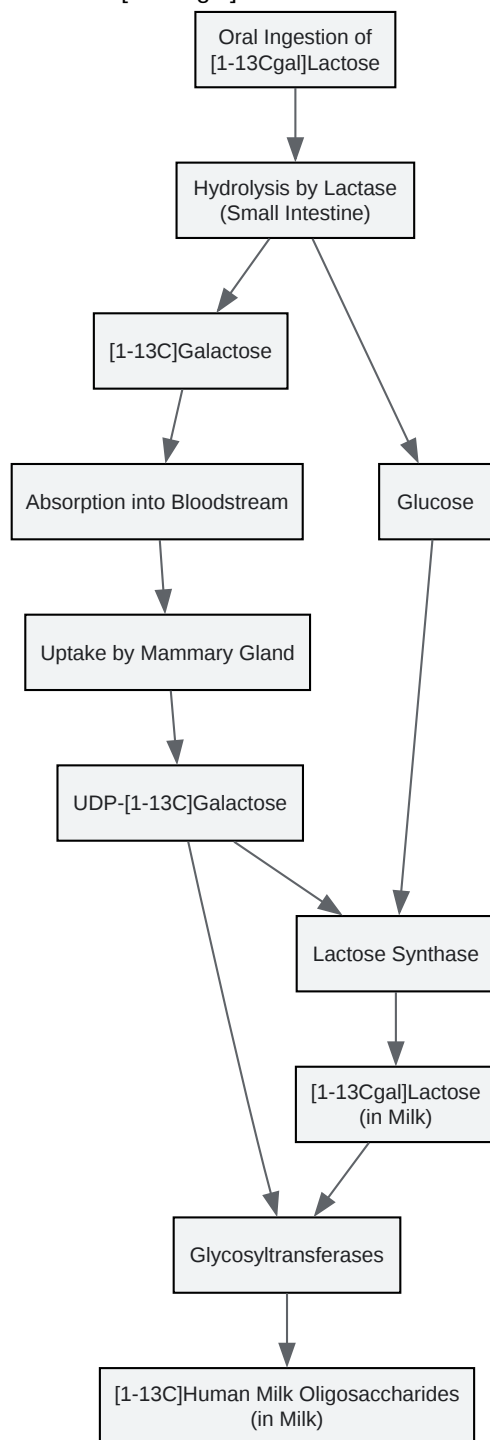 Oral Ingestion of
[1-13Cgal]Lactose
Hydrolysis by Lactase
(Small Intestine)
[1-13C]Galactose
Absorption into Bloodstream
Glucose
Uptake by Mammary Gland
UDP-[1-13C]Galactose
Lactose Synthase
[1-13Cgal]Lactose
(in Milk)
Glycosyltransferases
[1-13C]Human Milk Oligosaccharides
(in Milk)